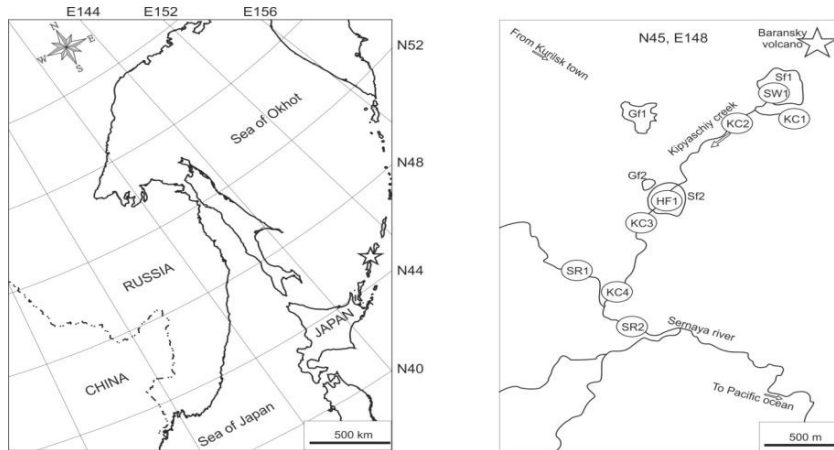 E144 E152 E156
N
E
W
S
N52
Sea of Okhot
N48
RUSSIA
N44
JAPAN
CHINA
N40
Sea of Japan
500 km
From Kurilsk town
N45, E148
Baransky
volcano
Sf1
SW1
Gf1
KC2
KC1
Kipyaschiy creek
Gf2
HF1
Sf2
KC3
SR1
KC4
SR2
Sernaya river
To Pacific ocean
500 m